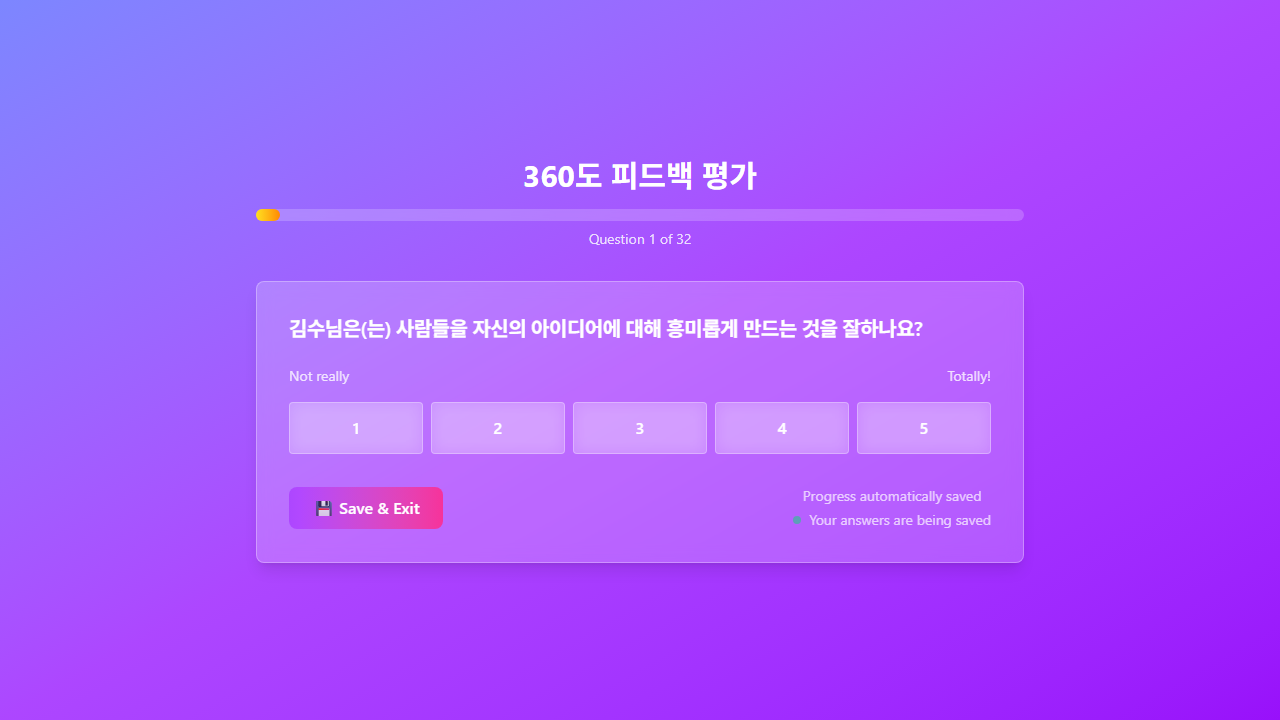 360도 피드백 평가
Question 1 of 32
김수님은(는) 사람들을 자신의 아이디어에 대해 흥미롭게 만드는 것을 잘하나요?
Not really
Totally!
1
2
3
4
5
💾 Save & Exit
Progress automatically saved
Your answers are being saved